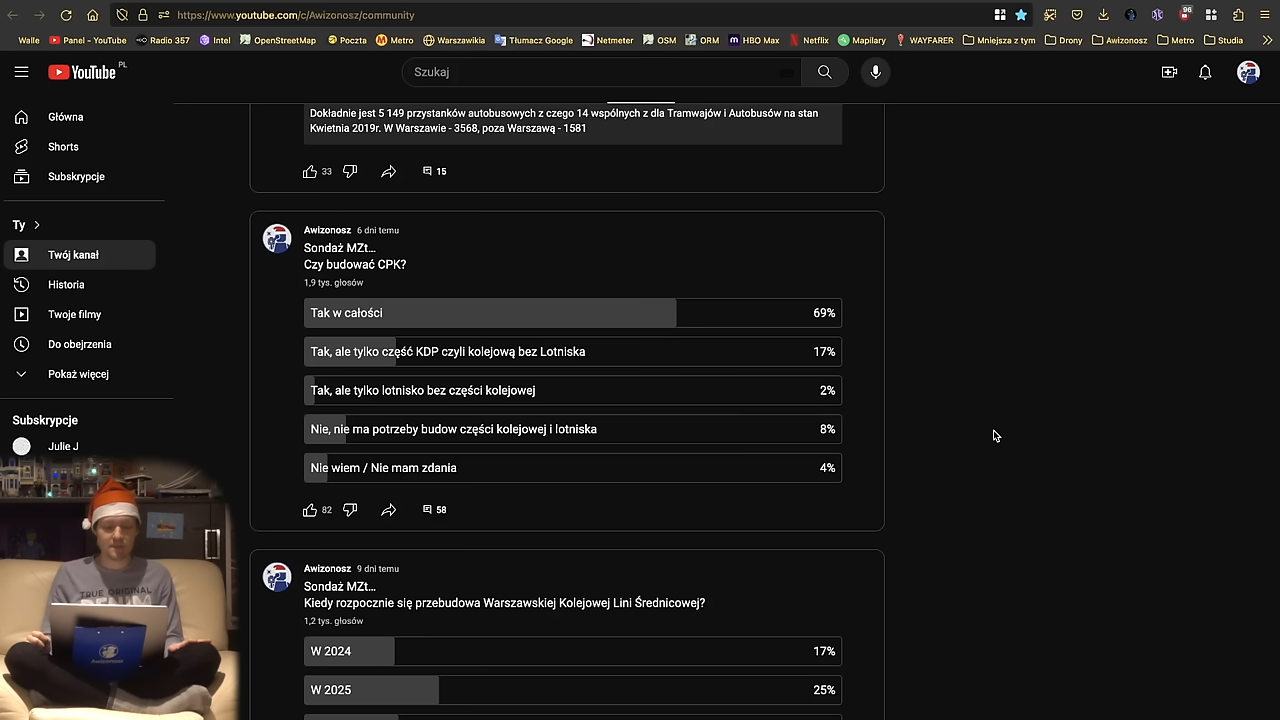 https://www.youtube.com/c/Awizonosz/community
96
Walle
Panel - YouTube
Radio 357
Intel
OpenStreetMap
Poczta
Metro
Warszawikia
Tłumacz Google
Netmeter
OSM
ORM
HBO Max
Netflix
Mapilary
WAYFARER
Mniejsza z tym
Drony
Awizonosz
Metro
Studia
YouTube PL
Szukaj
Główna
Shorts
Subskrypcje
Ty
Twój kanał
Historia
Twoje filmy
Do obejrzenia
Pokaż więcej
Subskrypcje
Julie J
Dokładnie jest 5 149 przystanków autobusowych z czego 14 wspólnych z dla Tramwajów i Autobusów na stan
Kwietnia 2019r. W Warszawie - 3568, poza Warszawą - 1581
33
15
Awizonosz 6 dni temu
Sondaż MZt...
Czy budować CPK?
1,9 tys. głosów
Tak w całości 69%
Tak, ale tylko część KDP czyli kolejową bez Lotniska 17%
Tak, ale tylko lotnisko bez części kolejowej 2%
Nie, nie ma potrzeby budow części kolejowej i lotniska 8%
Nie wiem / Nie mam zdania 4%
82
58
Awizonosz 9 dni temu
Sondaż MZt...
Kiedy rozpocznie się przebudowa Warszawskiej Kolejowej Lini Średnicowej?
1,2 tys. głosów
W 2024 17%
W 2025 25%
TRUE ORIGINAL
DENIM
Awizonosz